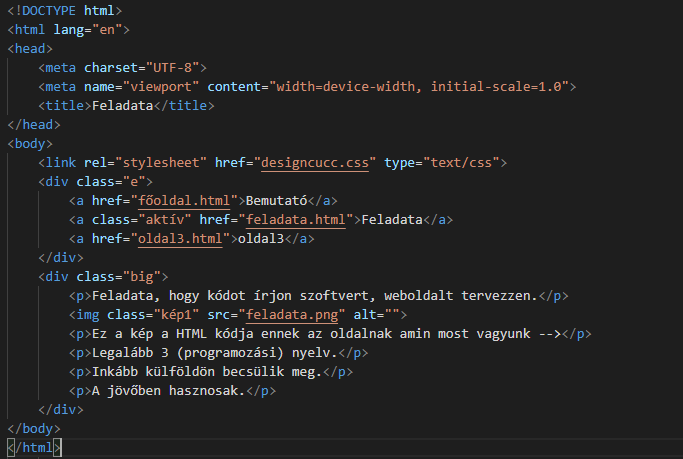 <!DOCTYPE html>
<html lang="en">
<head>
    <meta charset="UTF-8">
    <meta name="viewport" content="width=device-width, initial-scale=1.0">
    <title>Feladata</title>
</head>
<body>
    <link rel="stylesheet" href="designcucc.css" type="text/css">
    <div class="e">
        <a href="főoldal.html">Bemutató</a>
        <a class="aktív" href="feladata.html">Feladata</a>
        <a href="oldal3.html">oldal3</a>
    </div>
    <div class="big">
        <p>Feladata, hogy kódot írjon szoftvert, weboldalt tervezzen.</p>
        <img class="kép1" src="feladata.png" alt="">
        <p>Ez a kép a HTML kódja ennek az oldalnak amin most vagyunk --></p>
        <p>Legalább 3 (programozási) nyelv.</p>
        <p>Inkább külföldön becsülik meg.</p>
        <p>A jövőben hasznosak.</p>
    </div>
</body>
</html>